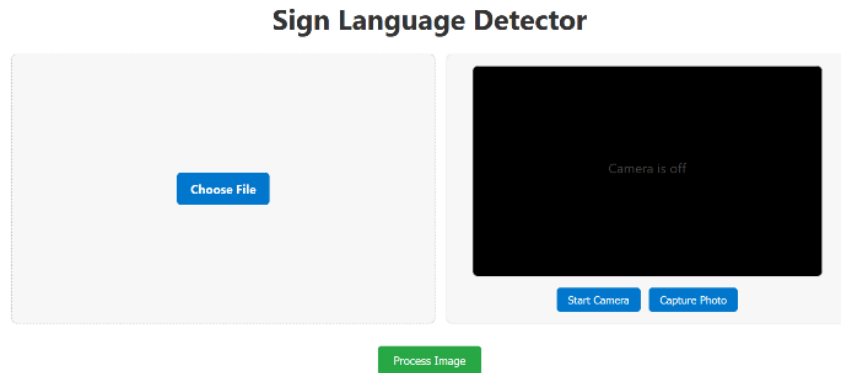 Sign Language Detector
Choose File
Camera is off
Start Camera
Capture Photo
Process Image